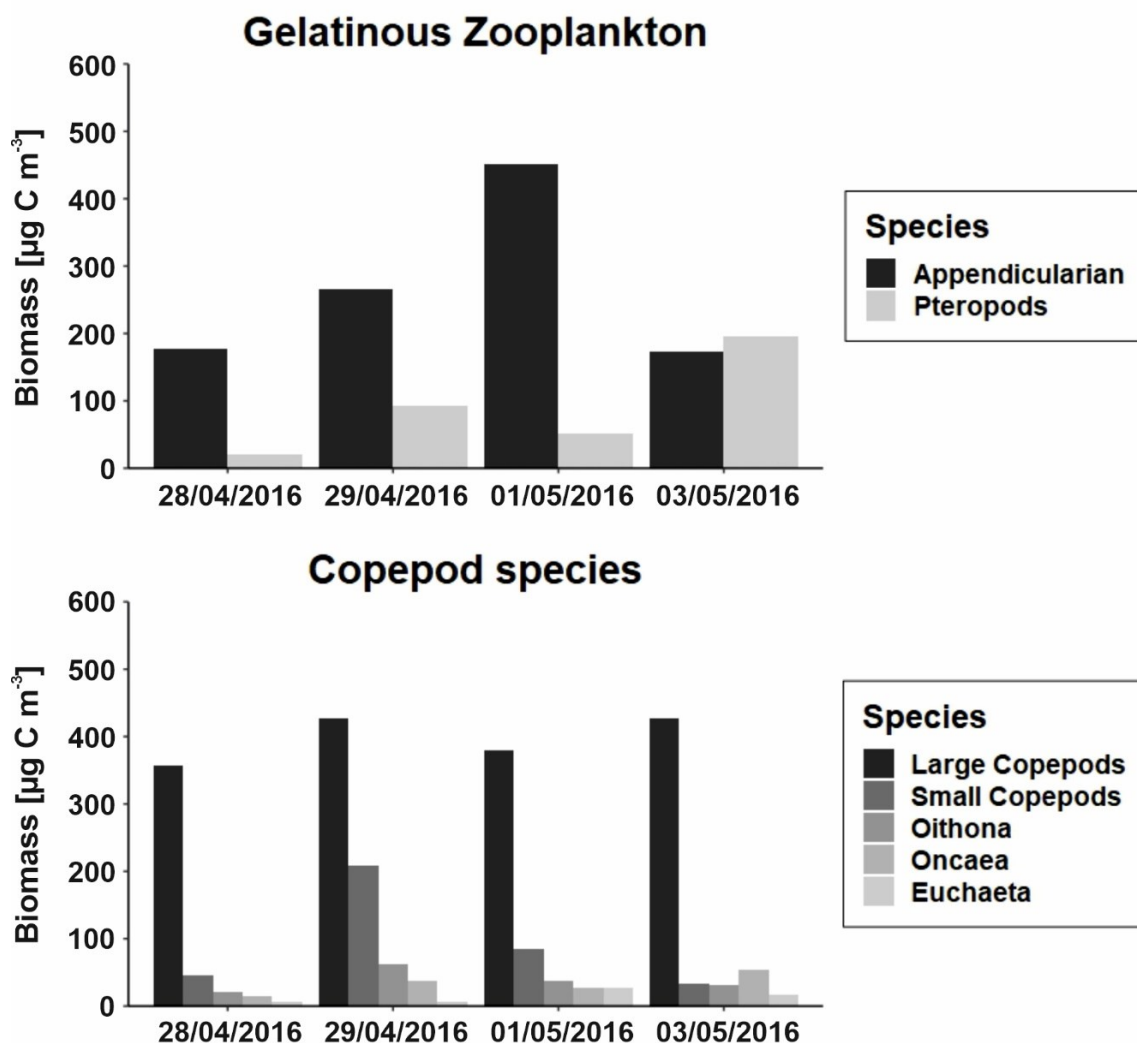 Gelatinous Zooplankton
Biomass [µg C m⁻³]
600
500
400
300
200
100
0
28/04/2016 29/04/2016 01/05/2016 03/05/2016
Species
Appendicularian
Pteropods
Copepod species
Biomass [µg C m⁻³]
600
500
400
300
200
100
0
28/04/2016 29/04/2016 01/05/2016 03/05/2016
Species
Large Copepods
Small Copepods
Oithona
Oncaea
Euchaeta